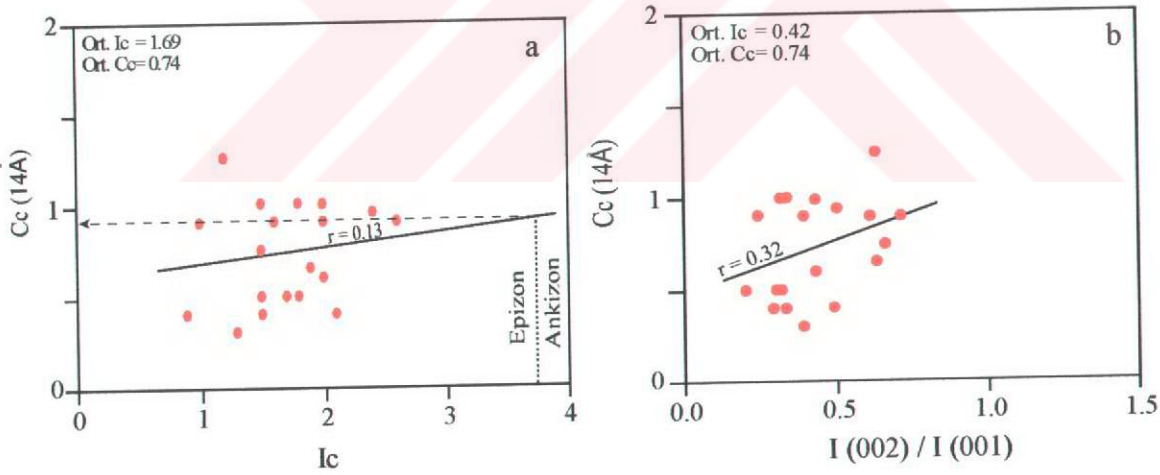 2
Ort. Ic = 1.69
Ort. Cc= 0.74
a
Cc (14Å)
1
r = 0.13
Epizon
Ankizon
0
0
1
2
3
4
Ic
2
Ort. Ic = 0.42
Ort. Cc= 0.74
b
Cc (14Å)
1
r = 0.32
0
0.0
0.5
1.0
1.5
I (002) / I (001)